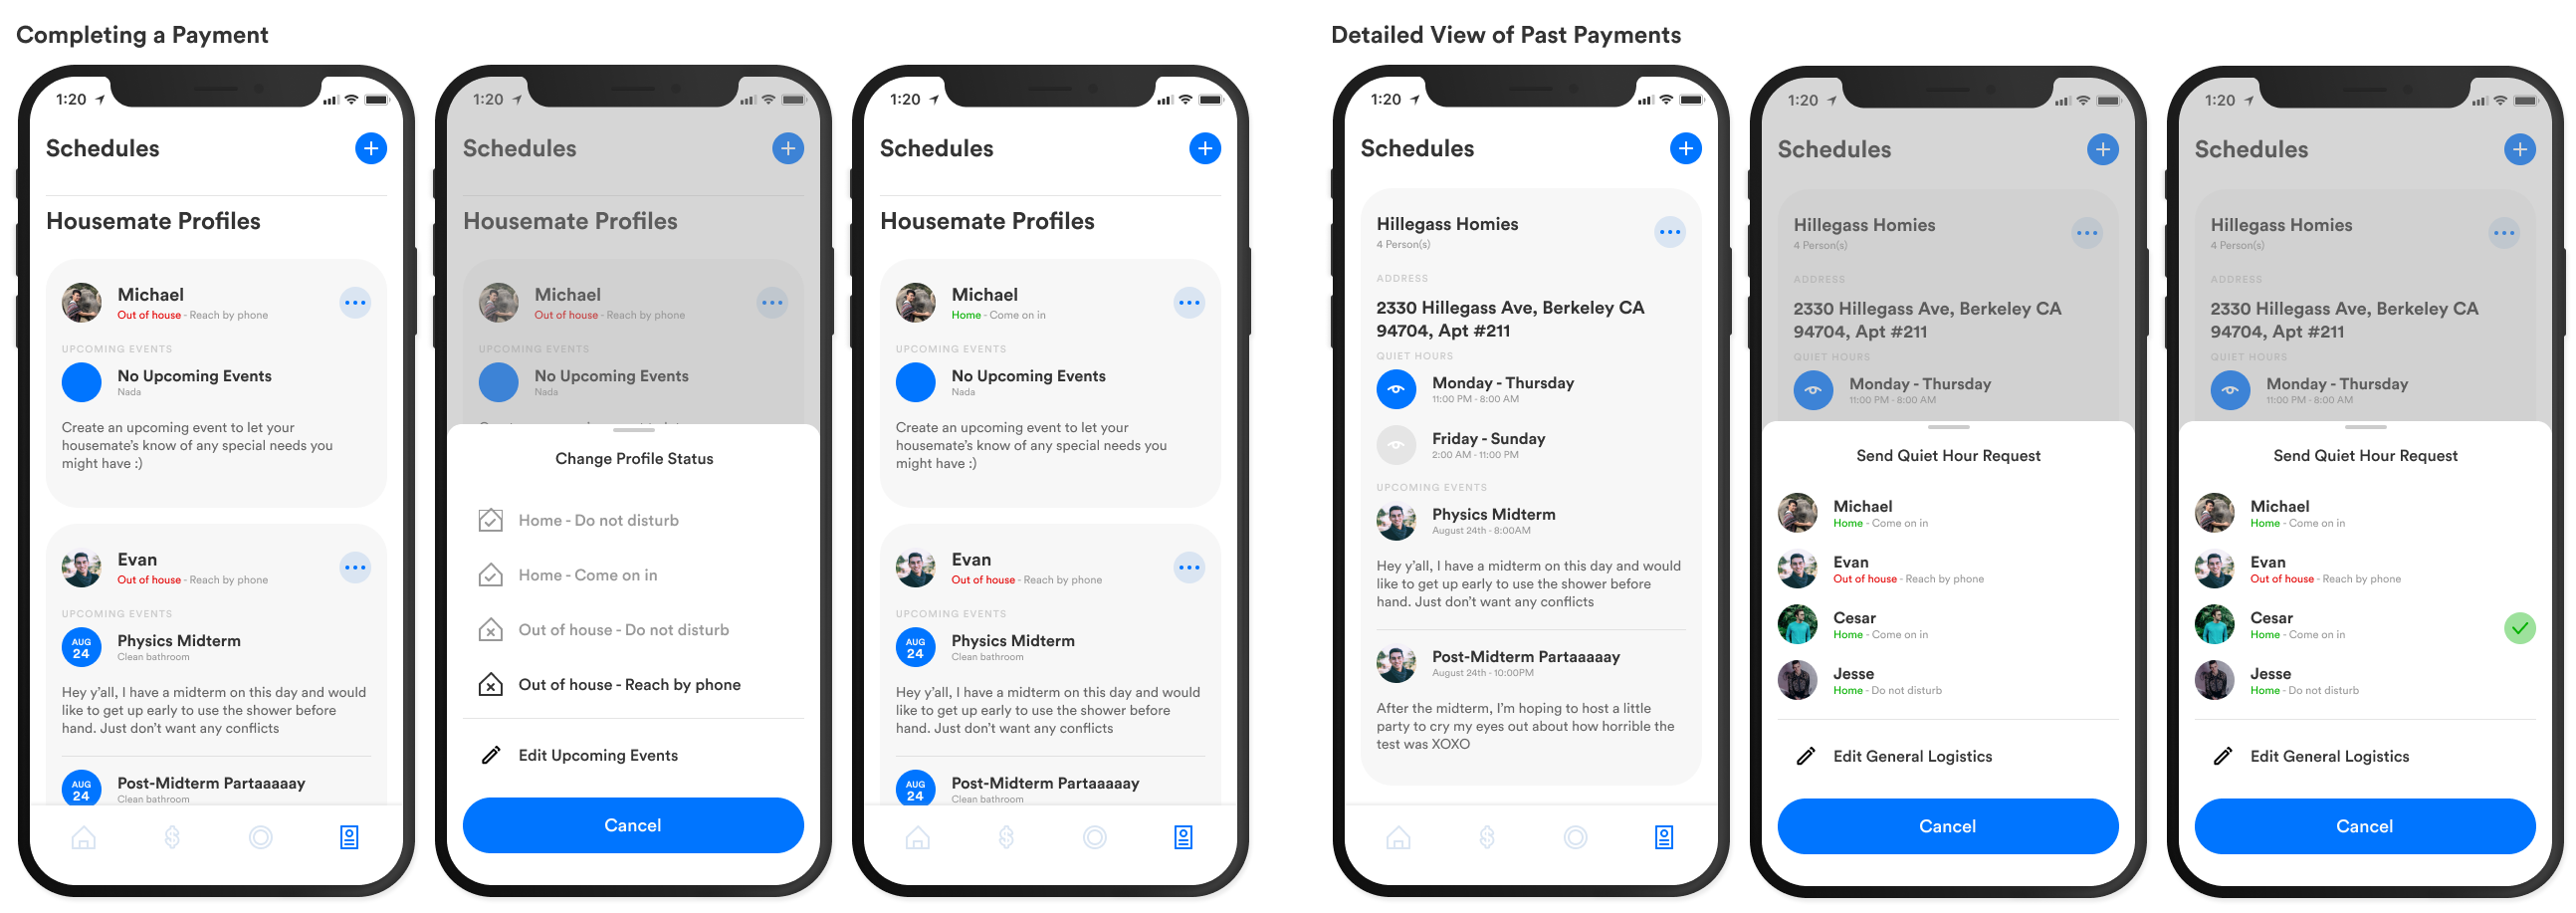 Completing a Payment
1:20
Schedules
Housemate Profiles
Michael
Out of house - Reach by phone
UPCOMING EVENTS
No Upcoming Events
Nada
Create an upcoming event to let your
housemate's know of any special needs you
might have :)
Evan
Out of house - Reach by phone
UPCOMING EVENTS
AUG
24
Physics Midterm
Clean bathroom
Hey y'all, I have a midterm on this day and would
like to get up early to use the shower before
hand. Just don't want any conflicts
AUG
24
Post-Midterm Partaaaaay
Clean bathroom
1:20
Schedules
Housemate Profiles
Michael
Out of house - Reach by phone
UPCOMING EVENTS
No Upcoming Events
Nada
Change Profile Status
Home - Do not disturb
Home - Come on in
Out of house - Do not disturb
Out of house - Reach by phone
Edit Upcoming Events
Cancel
1:20
Schedules
Housemate Profiles
Michael
Home - Come on in
UPCOMING EVENTS
No Upcoming Events
Nada
Create an upcoming event to let your
housemate's know of any special needs you
might have :)
Evan
Out of house - Reach by phone
UPCOMING EVENTS
AUG
24
Physics Midterm
Clean bathroom
Hey y'all, I have a midterm on this day and would
like to get up early to use the shower before
hand. Just don't want any conflicts
AUG
24
Post-Midterm Partaaaaay
Clean bathroom
Detailed View of Past Payments
1:20
Schedules
Hillegass Homies
4 Person(s)
ADDRESS
2330 Hillegass Ave, Berkeley CA
94704, Apt #211
QUIET HOURS
Monday - Thursday
11:00 PM - 8:00 AM
Friday - Sunday
2:00 AM - 11:00 PM
UPCOMING EVENTS
Physics Midterm
August 24th - 8:00AM
Hey y'all, I have a midterm on this day and would
like to get up early to use the shower before
hand. Just don't want any conflicts
Post-Midterm Partaaaaay
August 24th - 10:00PM
After the midterm, I'm hoping to host a little
party to cry my eyes out about how horrible the
test was XOXO
1:20
Schedules
Hillegass Homies
4 Person(s)
ADDRESS
2330 Hillegass Ave, Berkeley CA
94704, Apt #211
QUIET HOURS
Monday - Thursday
11:00 PM - 8:00 AM
Send Quiet Hour Request
Michael
Home - Come on in
Evan
Out of house - Reach by phone
Cesar
Home - Come on in
Jesse
Home - Do not disturb
Edit General Logistics
Cancel
1:20
Schedules
Hillegass Homies
4 Person(s)
ADDRESS
2330 Hillegass Ave, Berkeley CA
94704, Apt #211
QUIET HOURS
Monday - Thursday
11:00 PM - 8:00 AM
Send Quiet Hour Request
Michael
Home - Come on in
Evan
Out of house - Reach by phone
Cesar
Home - Come on in
Jesse
Home - Do not disturb
Edit General Logistics
Cancel